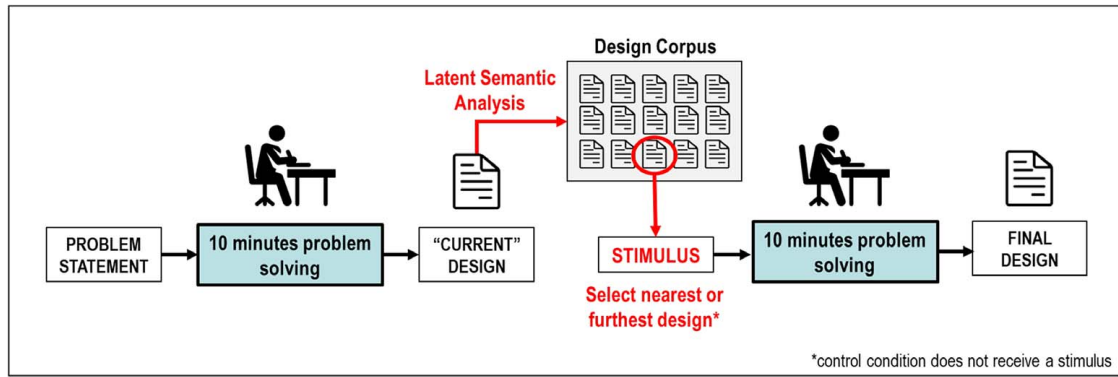 Design Corpus
Latent Semantic
Analysis
PROBLEM
STATEMENT
10 minutes problem
solving
“CURRENT”
DESIGN
STIMULUS
Select nearest or
furthest design*
10 minutes problem
solving
FINAL
DESIGN
*control condition does not receive a stimulus